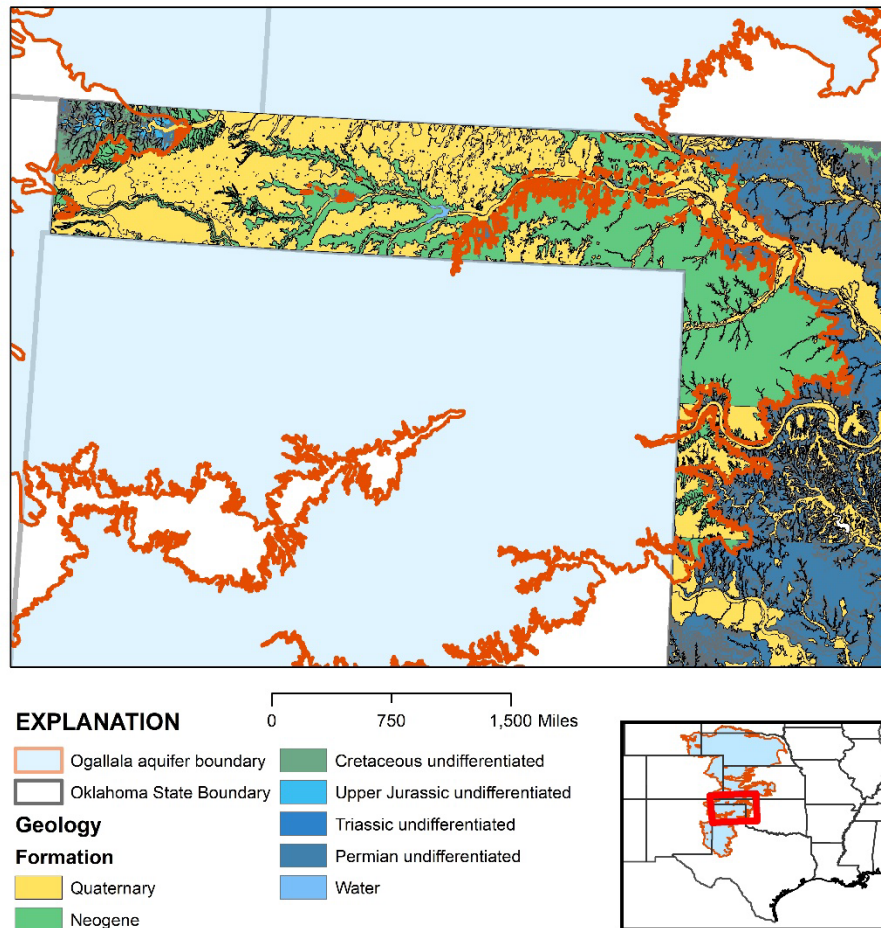 EXPLANATION
Ogallala aquifer boundary
Oklahoma State Boundary
Geology
Formation
Quaternary
Neogene
0 750 1,500 Miles
Cretaceous undifferentiated
Upper Jurassic undifferentiated
Triassic undifferentiated
Permian undifferentiated
Water